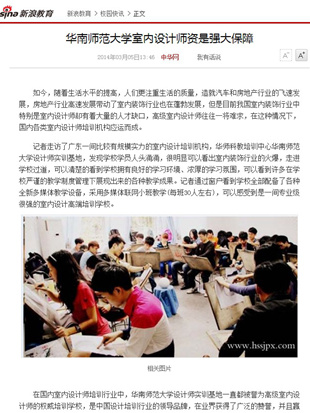 sina 新浪教育 新浪教育 > 校园快讯 > 正文
华南师范大学室内设计师资是强大保障
2014年03月05日13:46 中华网 我有话说
如今，随着生活水平的提高，人们更注重生活的质量，造就汽车和房地产行业的飞速发
展，房地产行业高速发展带动了室内装饰行业也在蓬勃发展，但是目前我国室内装饰行业中
特别是室内设计师却有着大量的人才缺口，高级室内设计师往往一将难求，在这种情况下，
国内各类室内设计师培训机构应运而成。
记者走访了广东一间比较有规模实力的室内设计培训机构，华师科教培训中心华南师范
大学设计师实训基地，发现学校学员人头涌涌，很明显可以看出室内装饰行业的火爆，走进
学校过道，可以清楚的看到学校拥有良好的学习环境，浓厚的学习氛围，可以看到许多在学
校严谨的教学制度管理下展现出来的各种教学成果。记者通过窗户看到学校全部配备了各种
全新多媒体教学设备，采用多媒体联网小班教学(每班30人左右)，可以感受到是一间专业级
很强的室内设计高端培训学校。
www.hssjpx.com
相关图片
在国内室内设计师培训行业中，华南师范大学设计师实训基地一直都被誉为高级室内设
计师的权威培训学校，是中国设计培训行业的领导品牌，在业界获得了广泛的赞誉，并且赢